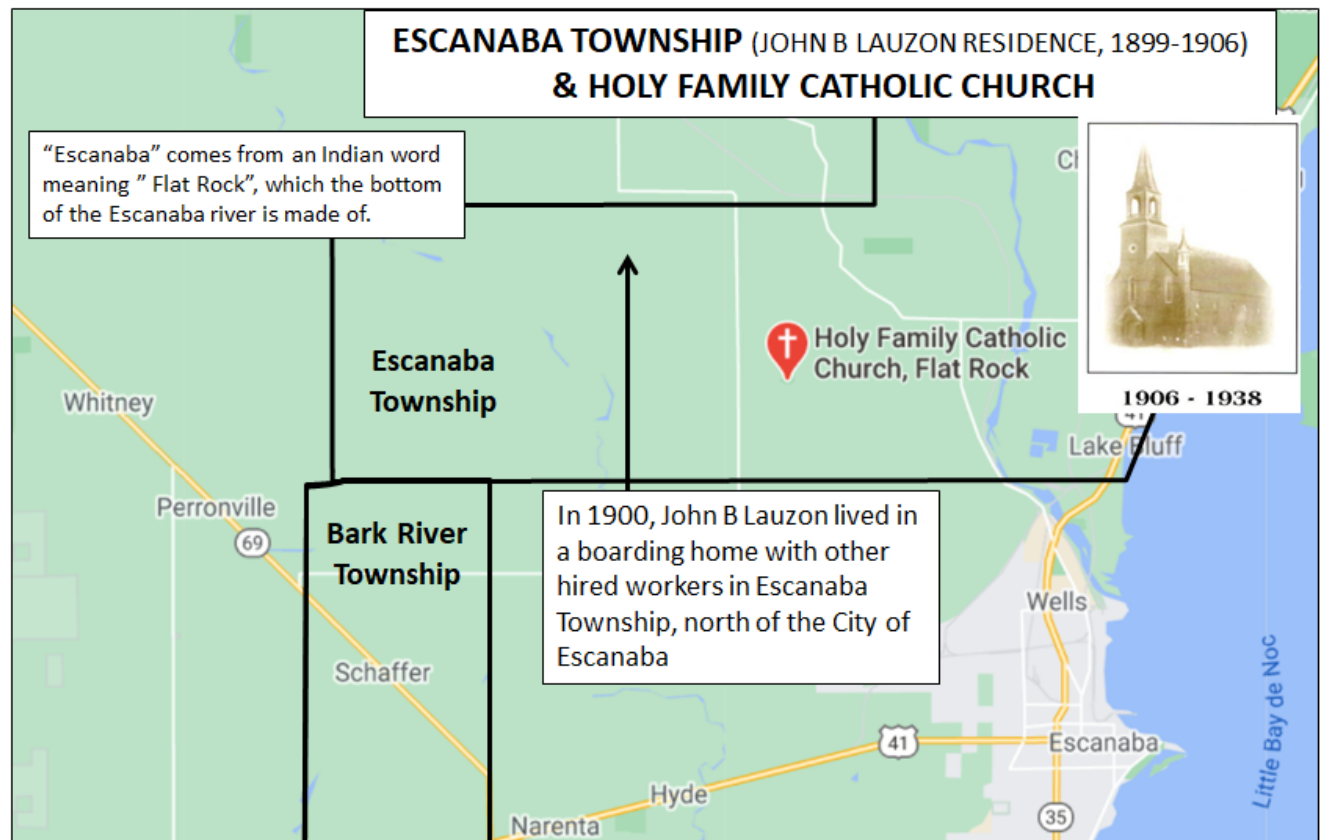 ESCANABA TOWNSHIP (JOHN B LAUZON RESIDENCE, 1899-1906)
& HOLY FAMILY CATHOLIC CHURCH
“Escanaba” comes from an Indian word
meaning ” Flat Rock”, which the bottom
of the Escanaba river is made of.
Holy Family Catholic
Church, Flat Rock
1906 - 1938
41
Lake Bluff
Escanaba
Township
Whitney
Perronville
69
Bark River
Township
In 1900, John B Lauzon lived in
a boarding home with other
hired workers in Escanaba
Township, north of the City of
Escanaba
Wells
Schaffer
Little Bay de Noc
41
Escanaba
Hyde
35
Narenta